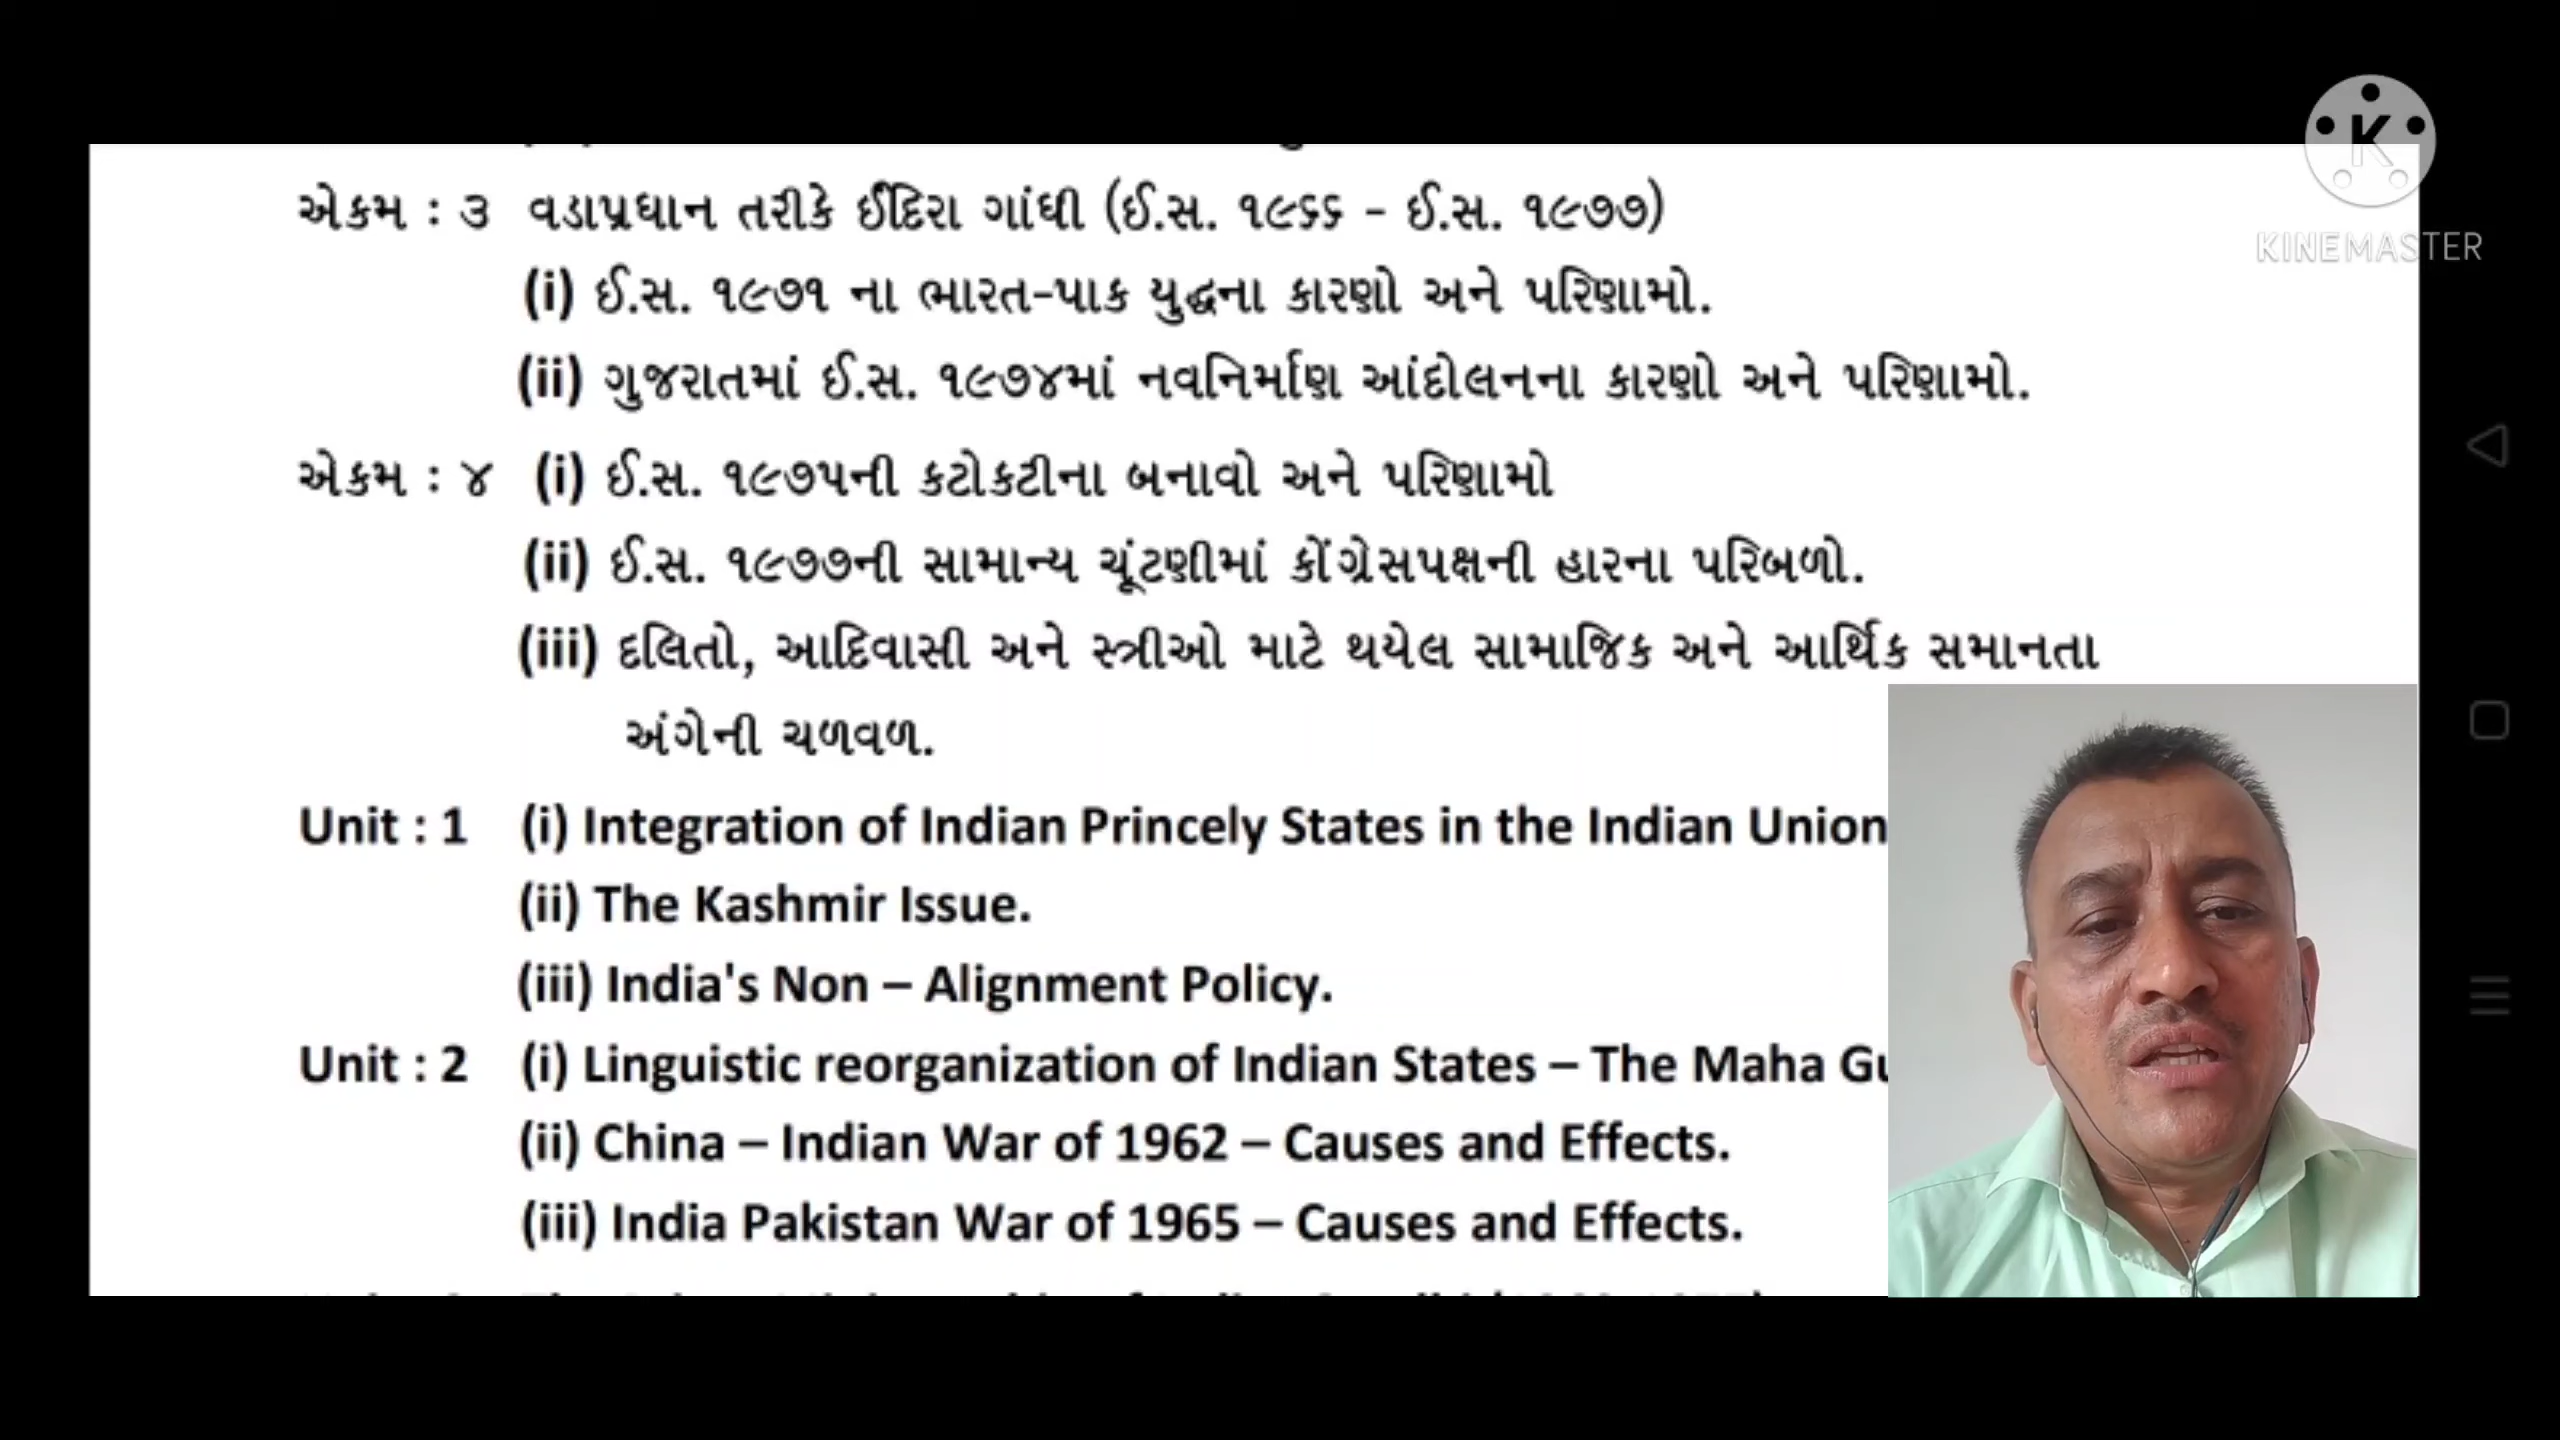 એકમ : ૩ વડાપ્રધાન તરીકે ઈંદિરા ગાંધી (ઈ.સ. ૧૯૬૬ - ઈ.સ. ૧૯૭૭)
(i) ઈ.સ. ૧૯૭૧ ના ભારત-પાક યુદ્ધના કારણો અને પરિણામો.
(ii) ગુજરાતમાં ઈ.સ. ૧૯૭૪માં નવનિર્માણ આંદોલનના કારણો અને પરિણામો.
એકમ : ૪ (i) ઈ.સ. ૧૯૭૫ની કટોકટીના બનાવો અને પરિણામો
(ii) ઈ.સ. ૧૯૭૭ની સામાન્ય ચૂંટણીમાં કોંગ્રેસપક્ષની હારના પરિબળો.
(iii) દલિતો, આદિવાસી અને સ્ત્રીઓ માટે થયેલ સામાજિક અને આર્થિક સમાનતા
અંગેની ચળવળ.
Unit : 1 (i) Integration of Indian Princely States in the Indian Union
(ii) The Kashmir Issue.
(iii) India's Non – Alignment Policy.
Unit : 2 (i) Linguistic reorganization of Indian States – The Maha
(ii) China – Indian War of 1962 – Causes and Effects.
(iii) India Pakistan War of 1965 – Causes and Effects.
K
KINEMASTER